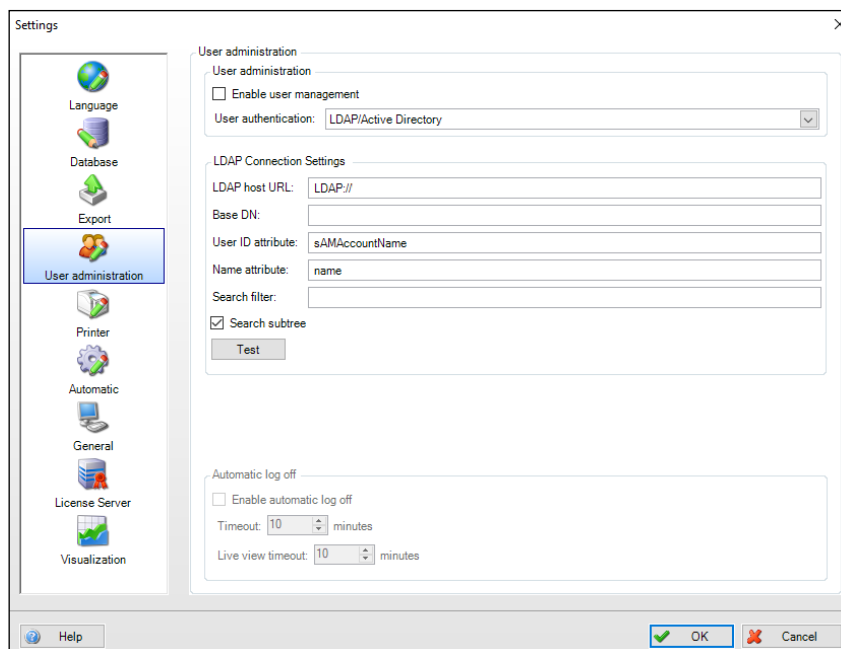 Settings
Language
Database
Export
User administration
Printer
Automatic
General
License Server
Visualization
User administration
User administration
Enable user management
User authentication: LDAP/Active Directory
LDAP Connection Settings
LDAP host URL: LDAP://
Base DN:
User ID attribute: sAMAccountName
Name attribute: name
Search filter:
Search subtree
Test
Automatic log off
Enable automatic log off
Timeout: 10 minutes
Live view timeout: 10 minutes
Help OK Cancel